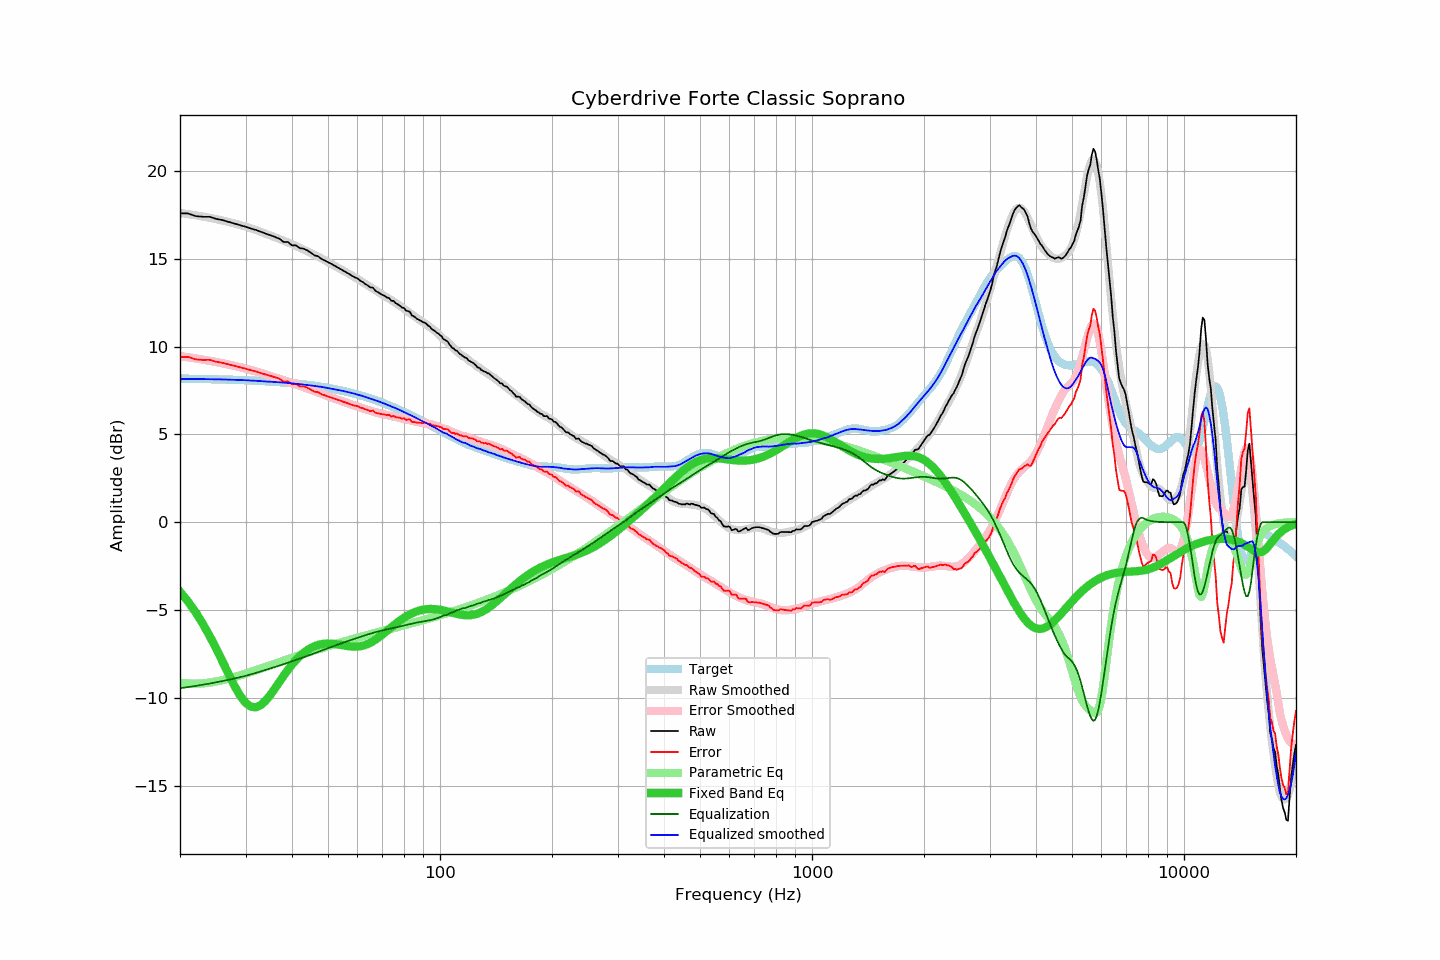 Cyberdrive Forte Classic Soprano
20
15
10
5
0
−5
−10
−15
Amplitude (dBr)
Target
Raw Smoothed
Error Smoothed
Raw
Error
Parametric Eq
Fixed Band Eq
Equalization
Equalized smoothed
100 1000 10000
Frequency (Hz)